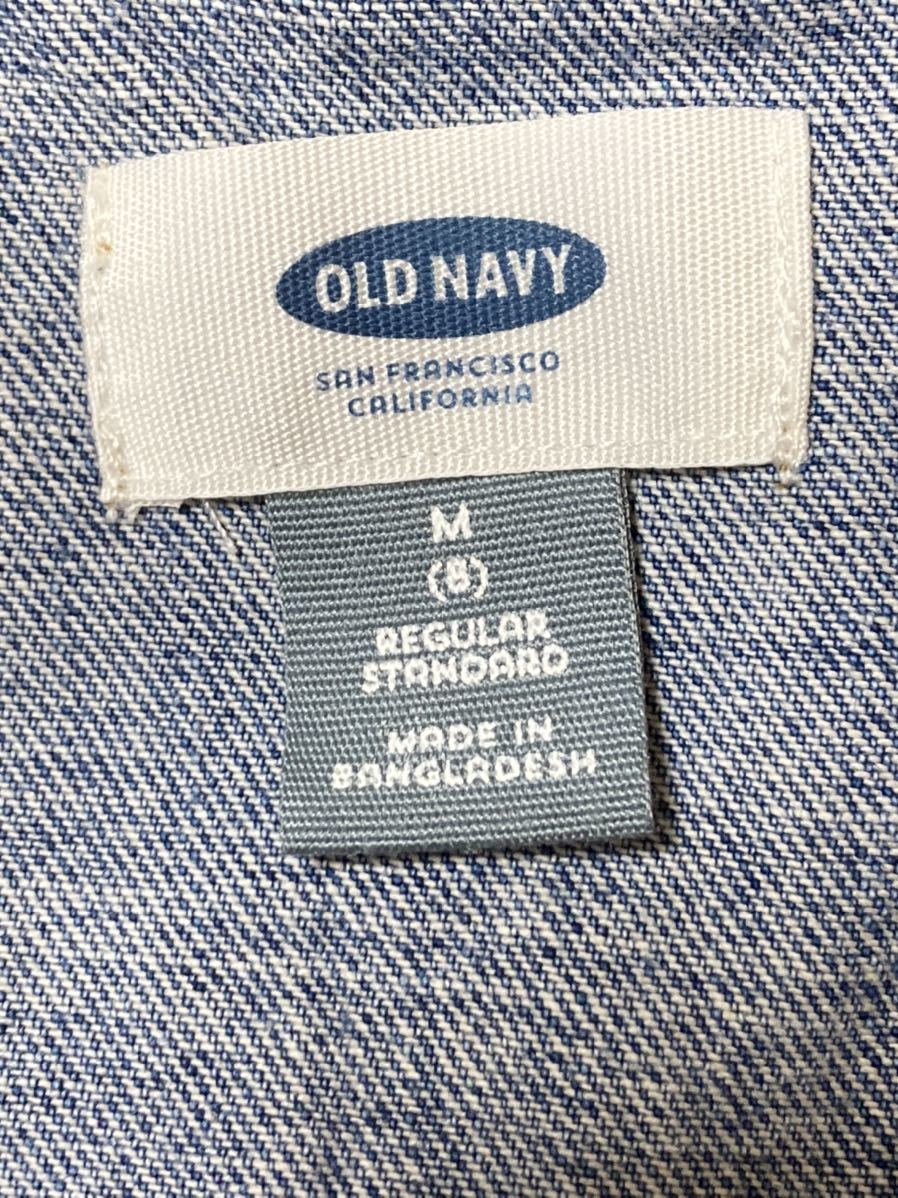 OLD NAVY
SAN FRANCISCO
CALIFORNIA
M
(8)
REGULAR
STANDARD
MADE IN
BANGLADESH